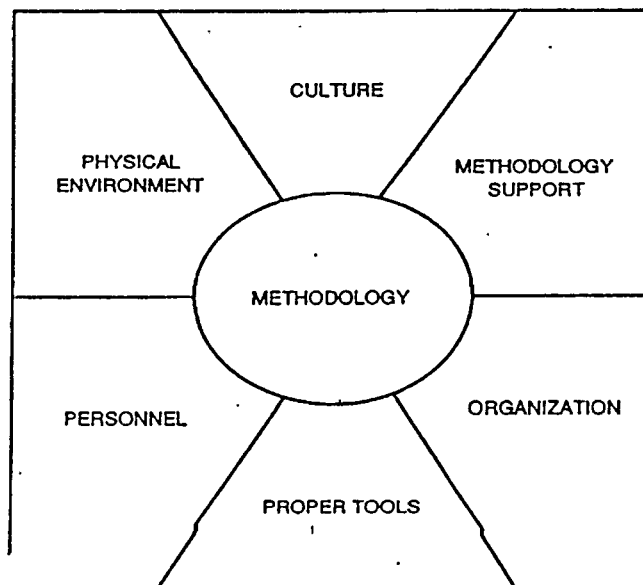 CULTURE
PHYSICAL
ENVIRONMENT
METHODOLOGY
SUPPORT
METHODOLOGY
PERSONNEL
ORGANIZATION
PROPER TOOLS